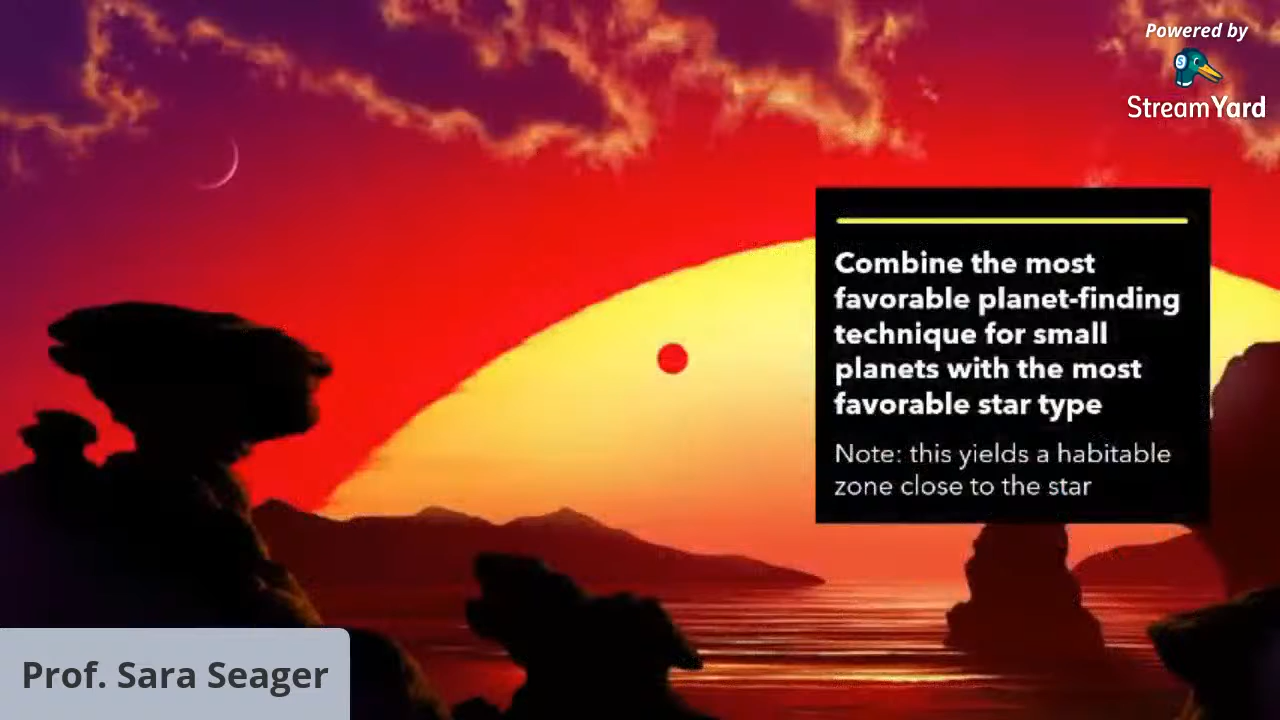 Powered by
StreamYard
Combine the most
favorable planet-finding
technique for small
planets with the most
favorable star type
Note: this yields a habitable
zone close to the star
Prof. Sara Seager